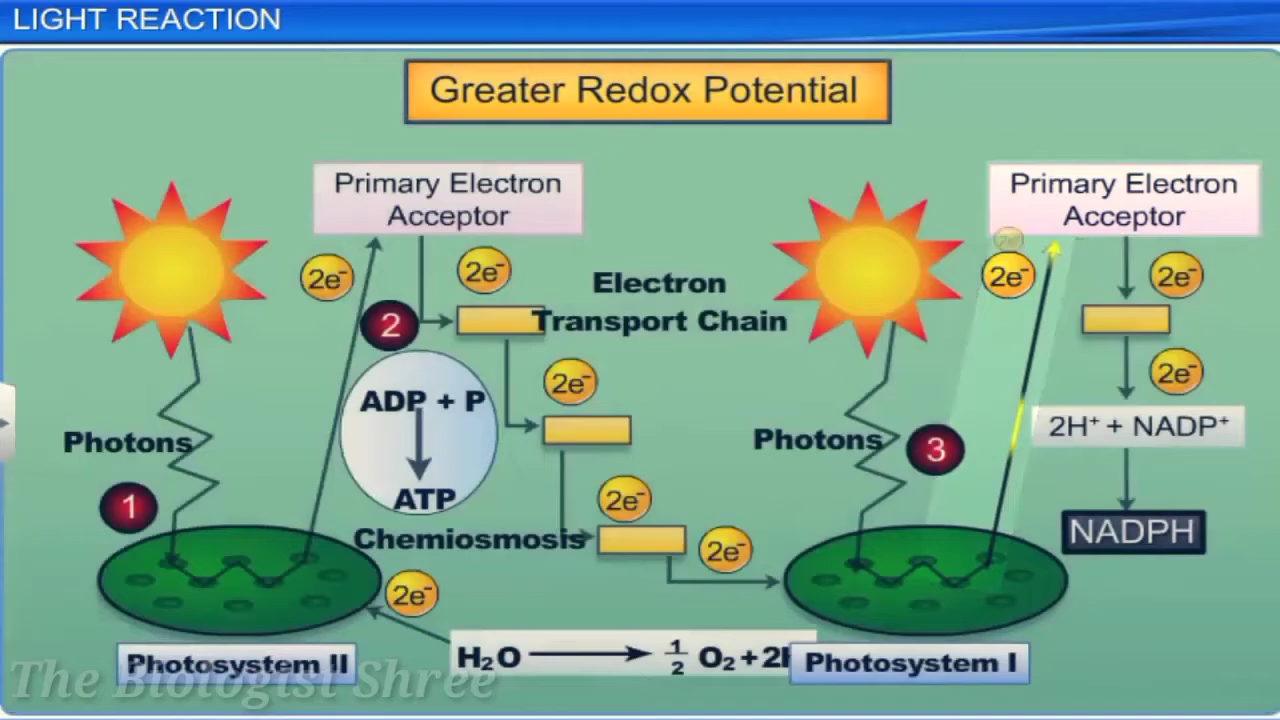 LIGHT REACTION
Greater Redox Potential
Primary Electron
Acceptor
Primary Electron
Acceptor
2e⁻
2e⁻
2e⁻
2e⁻
Electron
Transport Chain
2
ADP + P
ATP
2e⁻
2e⁻
2H⁺ + NADP⁺
Photons
Photons
3
1
2e⁻
NADPH
Chemiosmosis
2e⁻
2e⁻
H₂O ⟶ 1/2 O₂ + 2H
Photosystem II
Photosystem I
The Biologist Shree